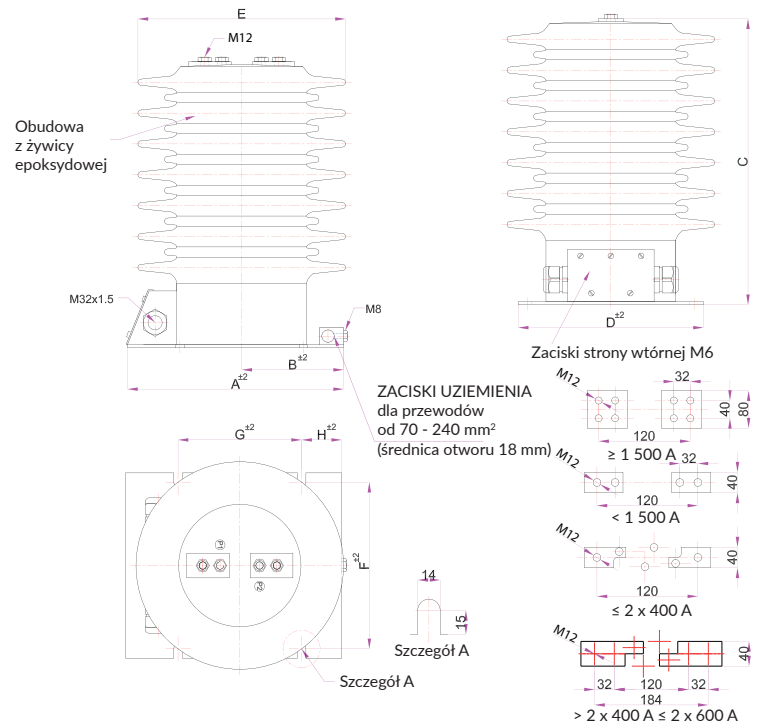 E
M12
Obudowa
z żywicy
epoksydowej
M32x1.5
M8
B±2
A±2
C
D±2
Zaciski strony wtórnej M6
ZACISKI UZIEMIENIA
dla przewodów
od 70 - 240 mm²
(średnica otworu 18 mm)
G±2
H±2
F±2
P1
P2
14
15
Szczegół A
Szczegół A
M12
32
40
80
120
≥ 1 500 A
M12
32
40
120
< 1 500 A
M12
40
120
≤ 2 x 400 A
M12
40
32
120
32
184
> 2 x 400 A ≤ 2 x 600 A